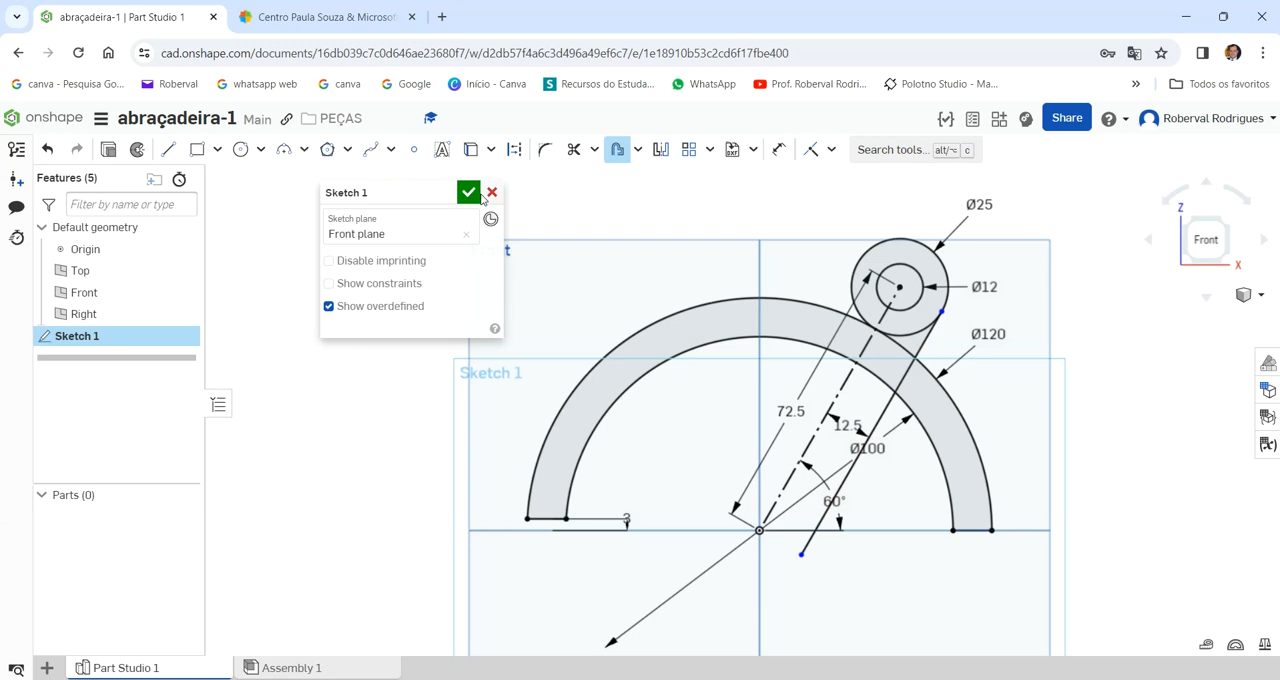 abraçadeira-1 | Part Studio 1
Centro Paula Souza & Microsof
cad.onshape.com/documents/16db039c7c0d646ae23680f7/w/d2db57f4a6c3d496a49ef6c7/e/1e18910b53c2cd6f17fbe400
canva - Pesquisa Go...
Roberval
whatsapp web
canva
Google
Início - Canva
Recursos do Estuda...
WhatsApp
Prof. Roberval Rodri...
Polotno Studio - Ma...
»
Todos os favoritos
onshape
abraçadeira-1
Main
PEÇAS
Share
Roberval Rodrigues
Search tools...
alt/⌥
c
Features (5)
Filter by name or type
Default geometry
Origin
Top
Front
Right
Sketch 1
Parts (0)
Sketch 1
Sketch plane
Front plane
Disable imprinting
Show constraints
Show overdefined
t
Sketch 1
Ø25
Ø12
Ø120
72.5
12.5
Ø100
60°
3
Z
Front
X
Part Studio 1
Assembly 1